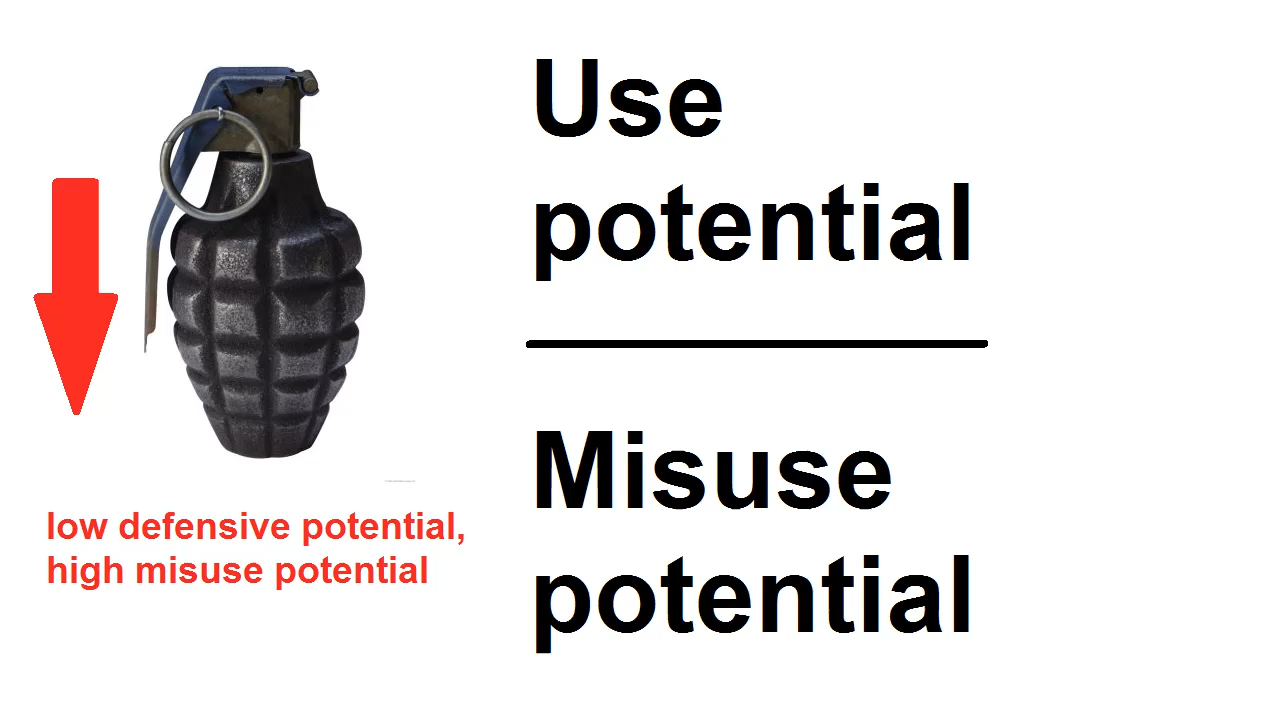 Use
potential
Misuse
potential
low defensive potential,
high misuse potential